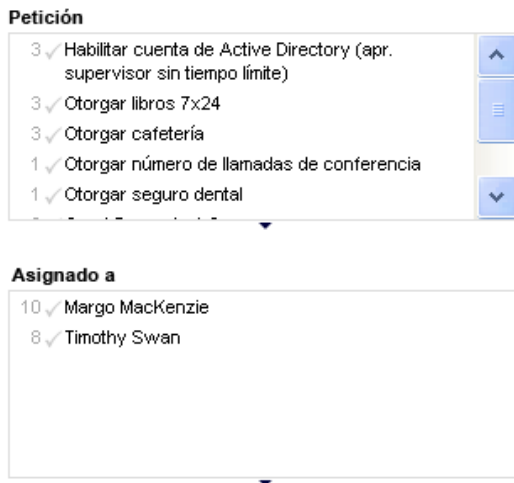 Petición
3 Habilitar cuenta de Active Directory (apr.
supervisor sin tiempo límite)
3 Otorgar libros 7x24
3 Otorgar cafetería
1 Otorgar número de llamadas de conferencia
1 Otorgar seguro dental
Asignado a
10 Margo MacKenzie
8 Timothy Swan